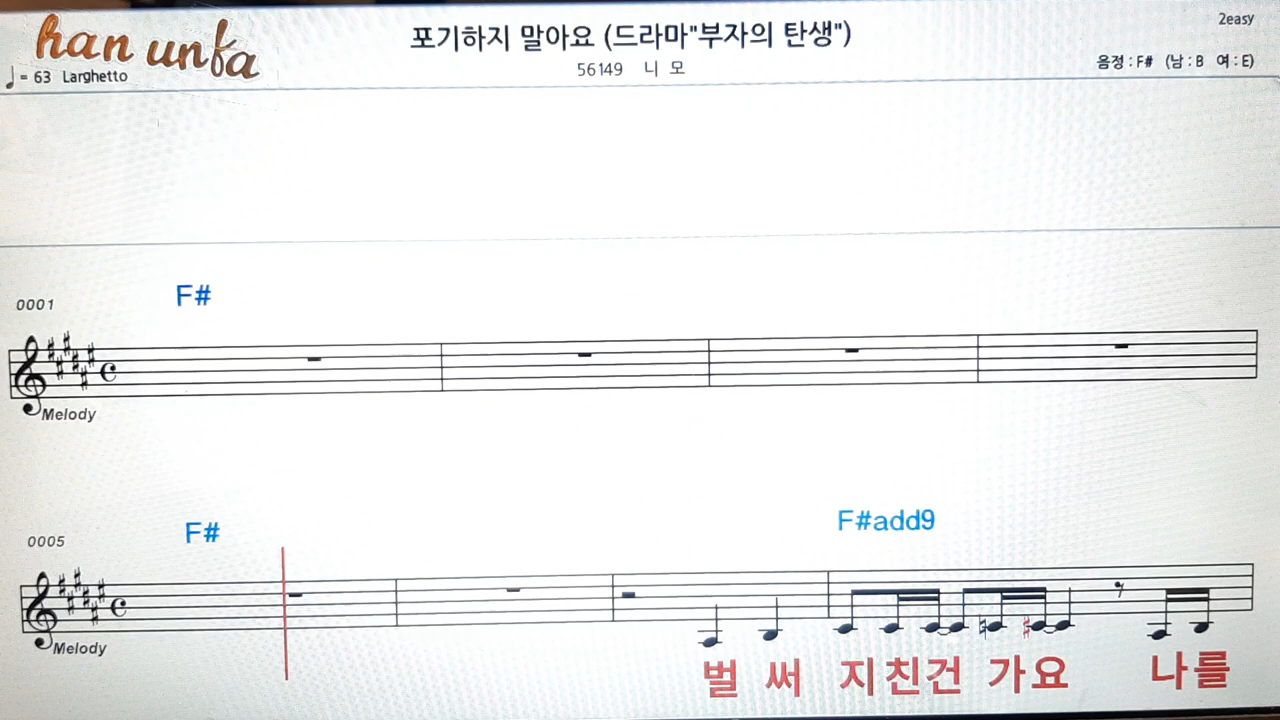 han unfa
포기하지 말아요 (드라마"부자의 탄생")
2easy
♩= 63 Larghetto
56149 니 모
음정 : F# (남 : B 여 : E)
0001
F#
Melody
0005
F#
F#add9
Melody
벌 써 지친건 가요 나를